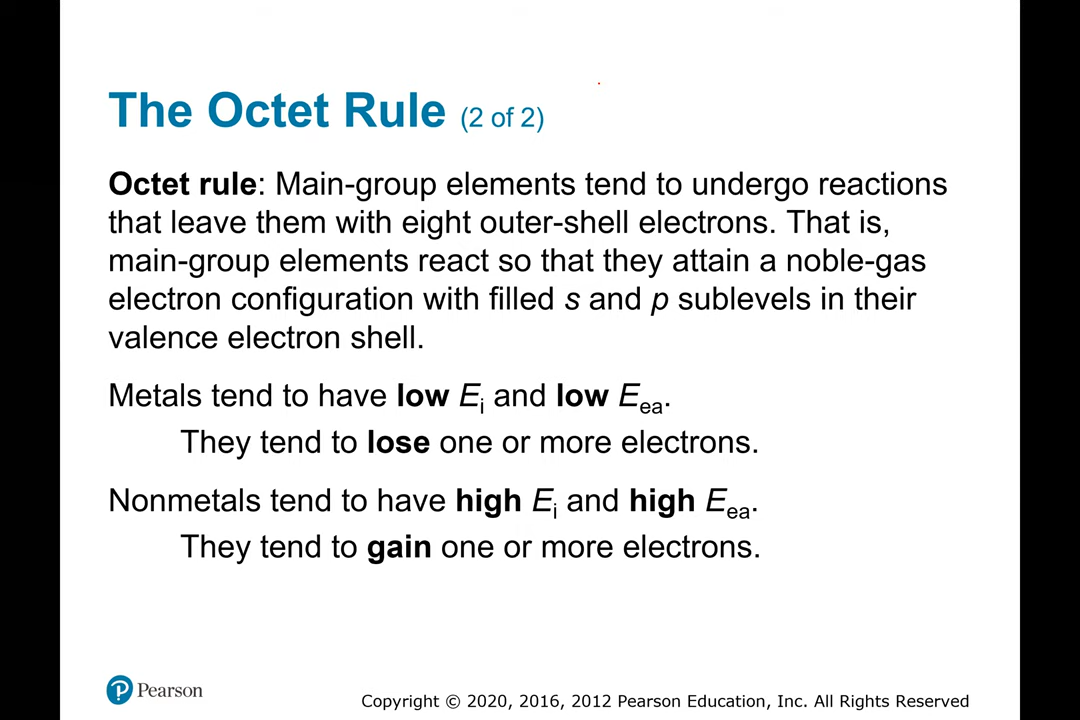 The Octet Rule (2 of 2)
Octet rule: Main-group elements tend to undergo reactions
that leave them with eight outer-shell electrons. That is,
main-group elements react so that they attain a noble-gas
electron configuration with filled s and p sublevels in their
valence electron shell.
Metals tend to have low Ei and low Eea.
They tend to lose one or more electrons.
Nonmetals tend to have high Ei and high Eea.
They tend to gain one or more electrons.
P Pearson
Copyright © 2020, 2016, 2012 Pearson Education, Inc. All Rights Reserved